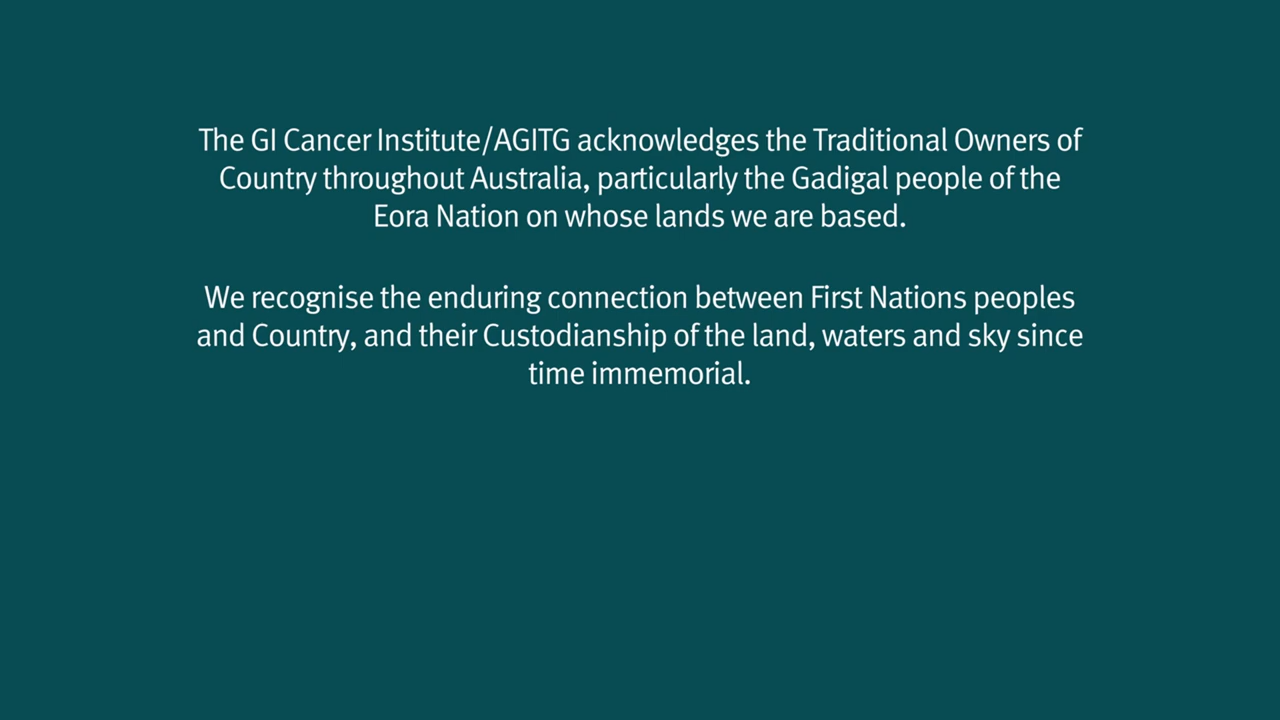 The GI Cancer Institute/AGITG acknowledges the Traditional Owners of
Country throughout Australia, particularly the Gadigal people of the
Eora Nation on whose lands we are based.
We recognise the enduring connection between First Nations peoples
and Country, and their Custodianship of the land, waters and sky since
time immemorial.